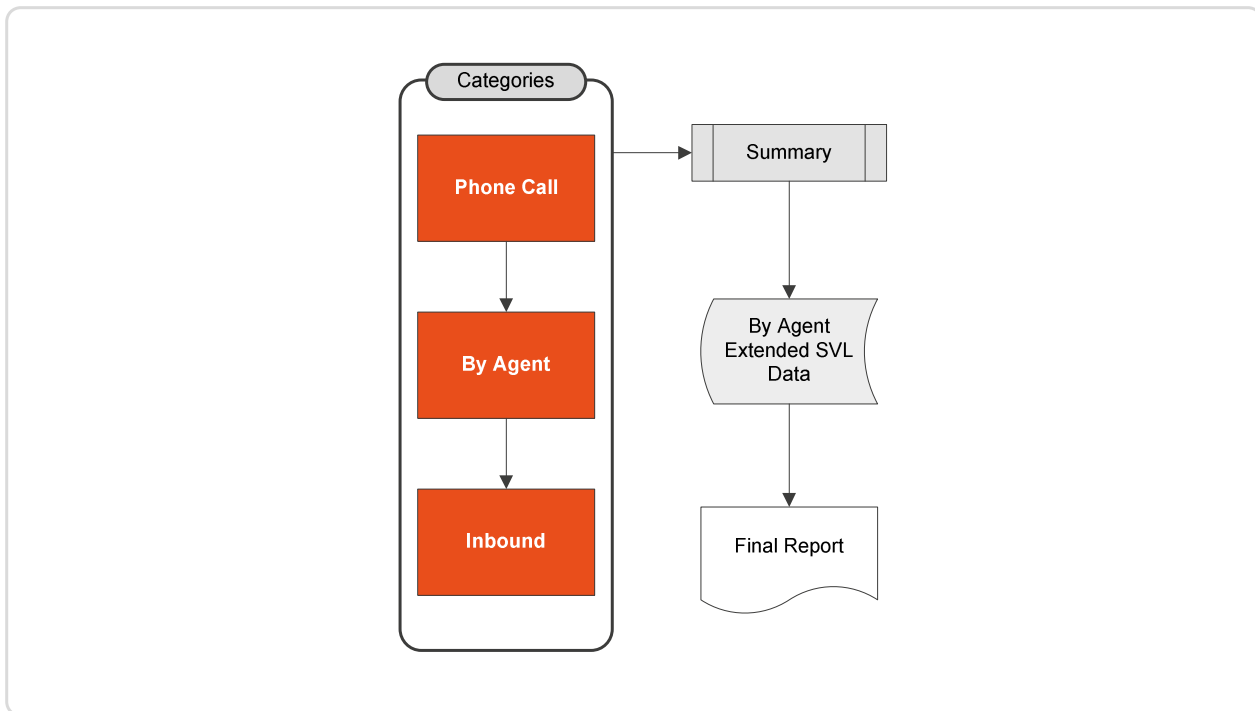 Categories
Phone Call
By Agent
Inbound
Summary
By Agent
Extended SVL
Data
Final Report